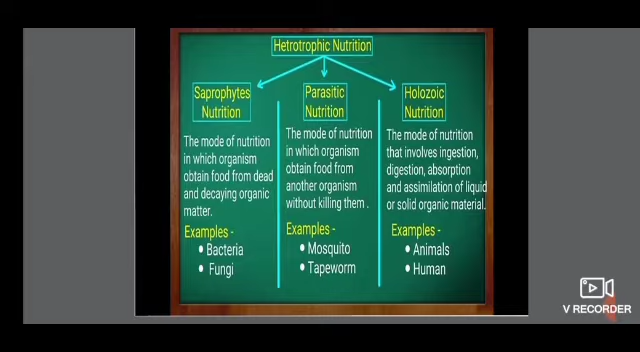 Hetrotrophic Nutrition
Saprophytes
Nutrition
The mode of nutrition
in which organism
obtain food from dead
and decaying organic
matter.
Examples -
• Bacteria
• Fungi
Parasitic
Nutrition
The mode of nutrition
in which organism
obtain food from
another organism
without killing them .
Examples -
• Mosquito
• Tapeworm
Holozoic
Nutrition
The mode of nutrition
that involves ingestion,
digestion, absorption
and assimilation of liquid
or solid organic material.
Examples -
• Animals
• Human
V RECORDER